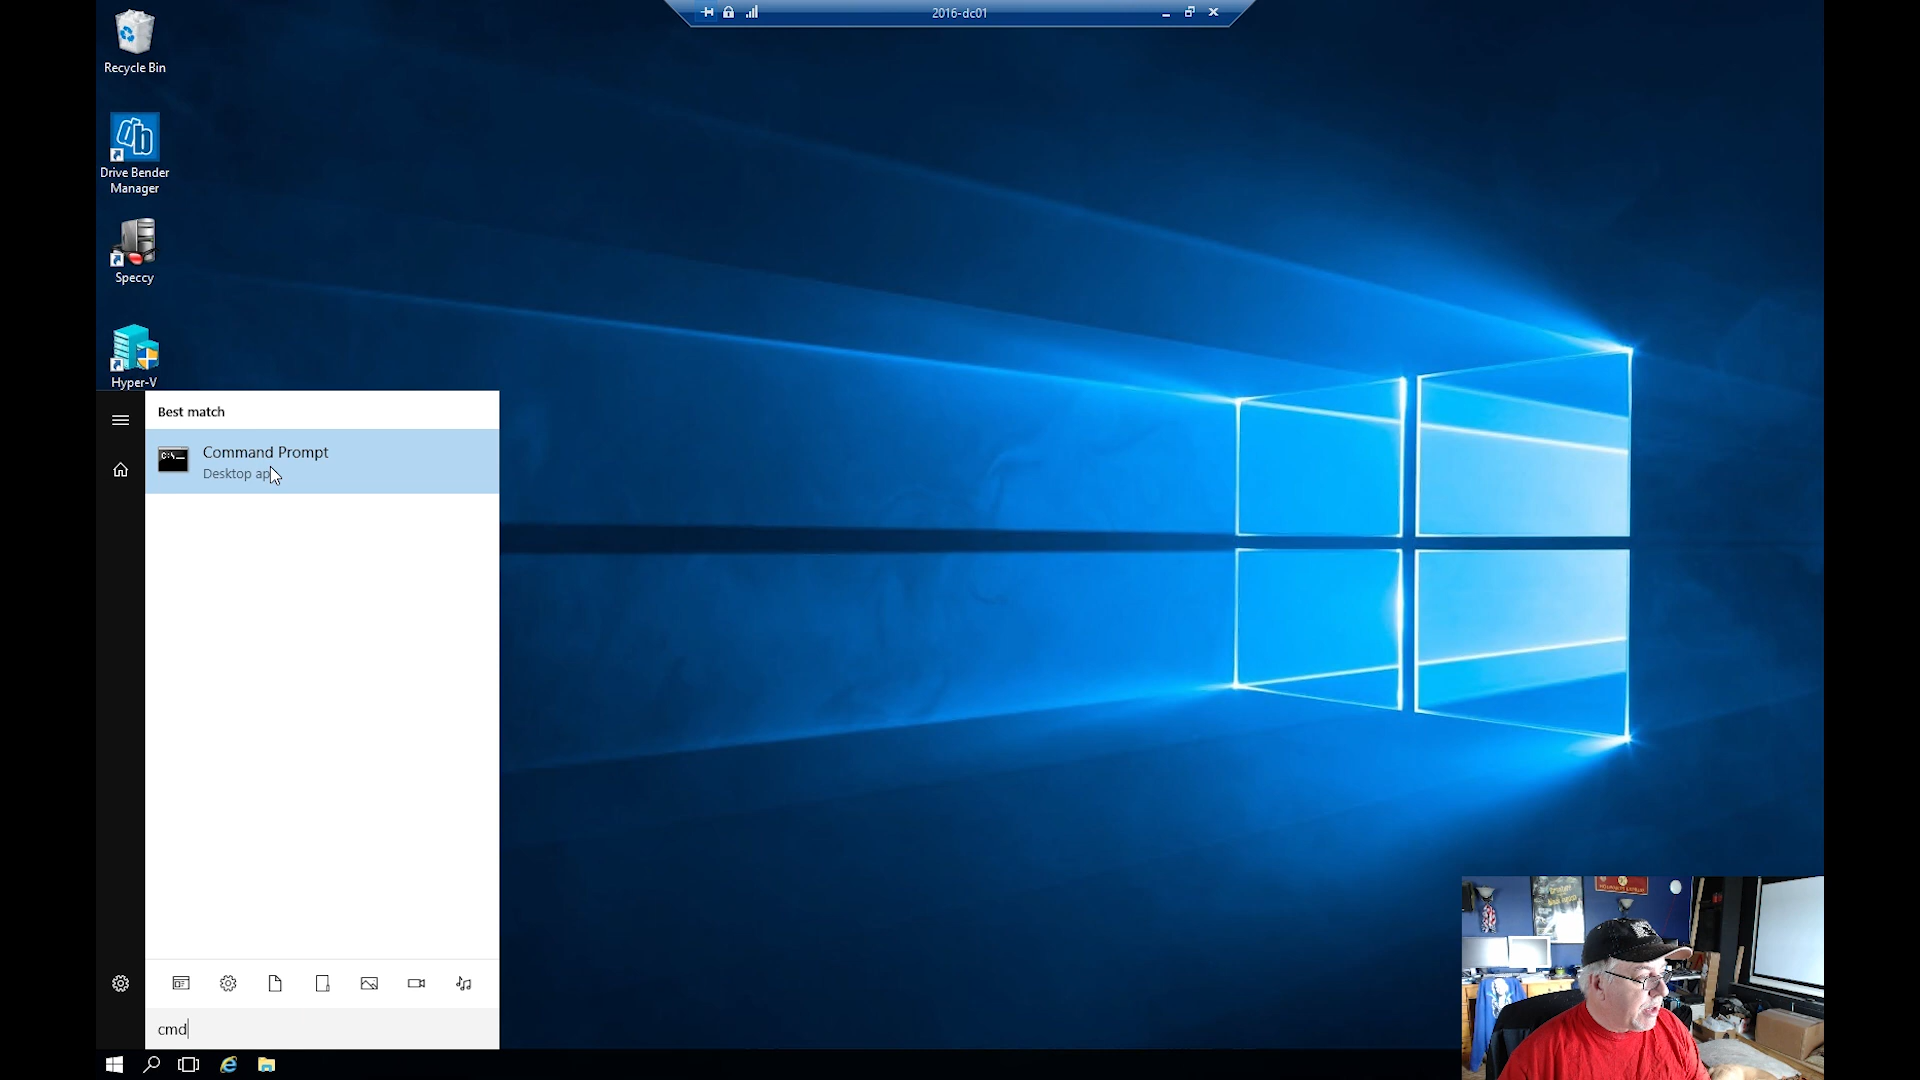 2016-dc01
Recycle Bin
Drive Bender
Manager
Speccy
Hyper-V
Best match
C:\_
Command Prompt
Desktop ap
cmd